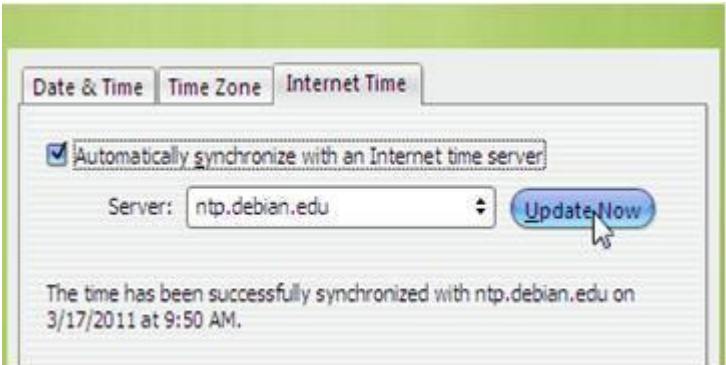 Date & Time Time Zone Internet Time
Automatically synchronize with an Internet time server
Server: ntp.debian.edu Update Now
The time has been successfully synchronized with ntp.debian.edu on
3/17/2011 at 9:50 AM.